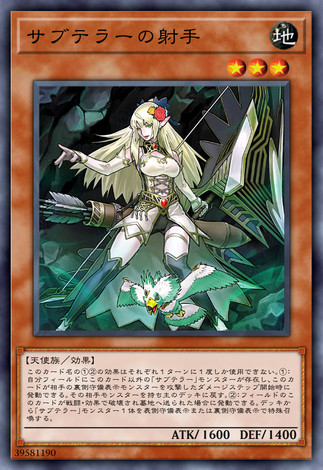 サブテラーの射手
地
【天使族／効果】
このカード名の①②の効果はそれぞれ1ターンに1度しか使用できない。①:
自分フィールドにこのカード以外の「サブテラー」モンスターが存在し、このカ
ードが相手の裏側守備表示モンスターを攻撃したダメージステップ開始時に
発動できる。その相手モンスターを持ち主のデッキに戻す。②:フィールドのこ
のカードが戦闘・効果で破壊され墓地へ送られた場合に発動できる。デッキか
ら「サブテラー」モンスター1体を表側守備表示または裏側守備表示で特殊召
喚する。
ATK/1600 DEF/1400
39581190